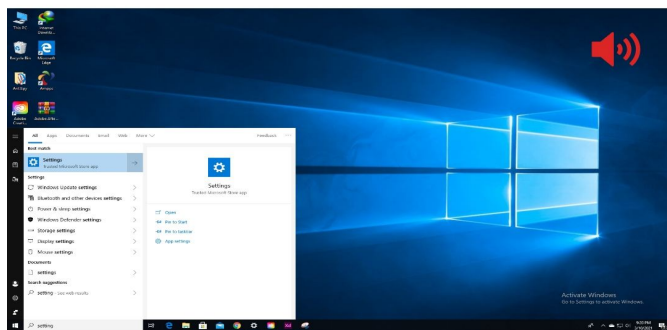 This PC
Internet
Downlo...
Recycle Bin
Microsoft
Edge
Adobe
All Apps Documents Email Web More
Feedback
Best match
Settings
Trusted Microsoft Store app
Settings
Windows Update settings
Bluetooth and other devices settings
Power & sleep settings
Windows Defender settings
Storage settings
Display settings
Mouse settings
Documents
settings
Search suggestions
setting - see web results
Settings
Trusted Microsoft Store app
Open
Pin to Start
Pin to taskbar
App settings
Activate Windows
Go to Settings to activate Windows.
setting